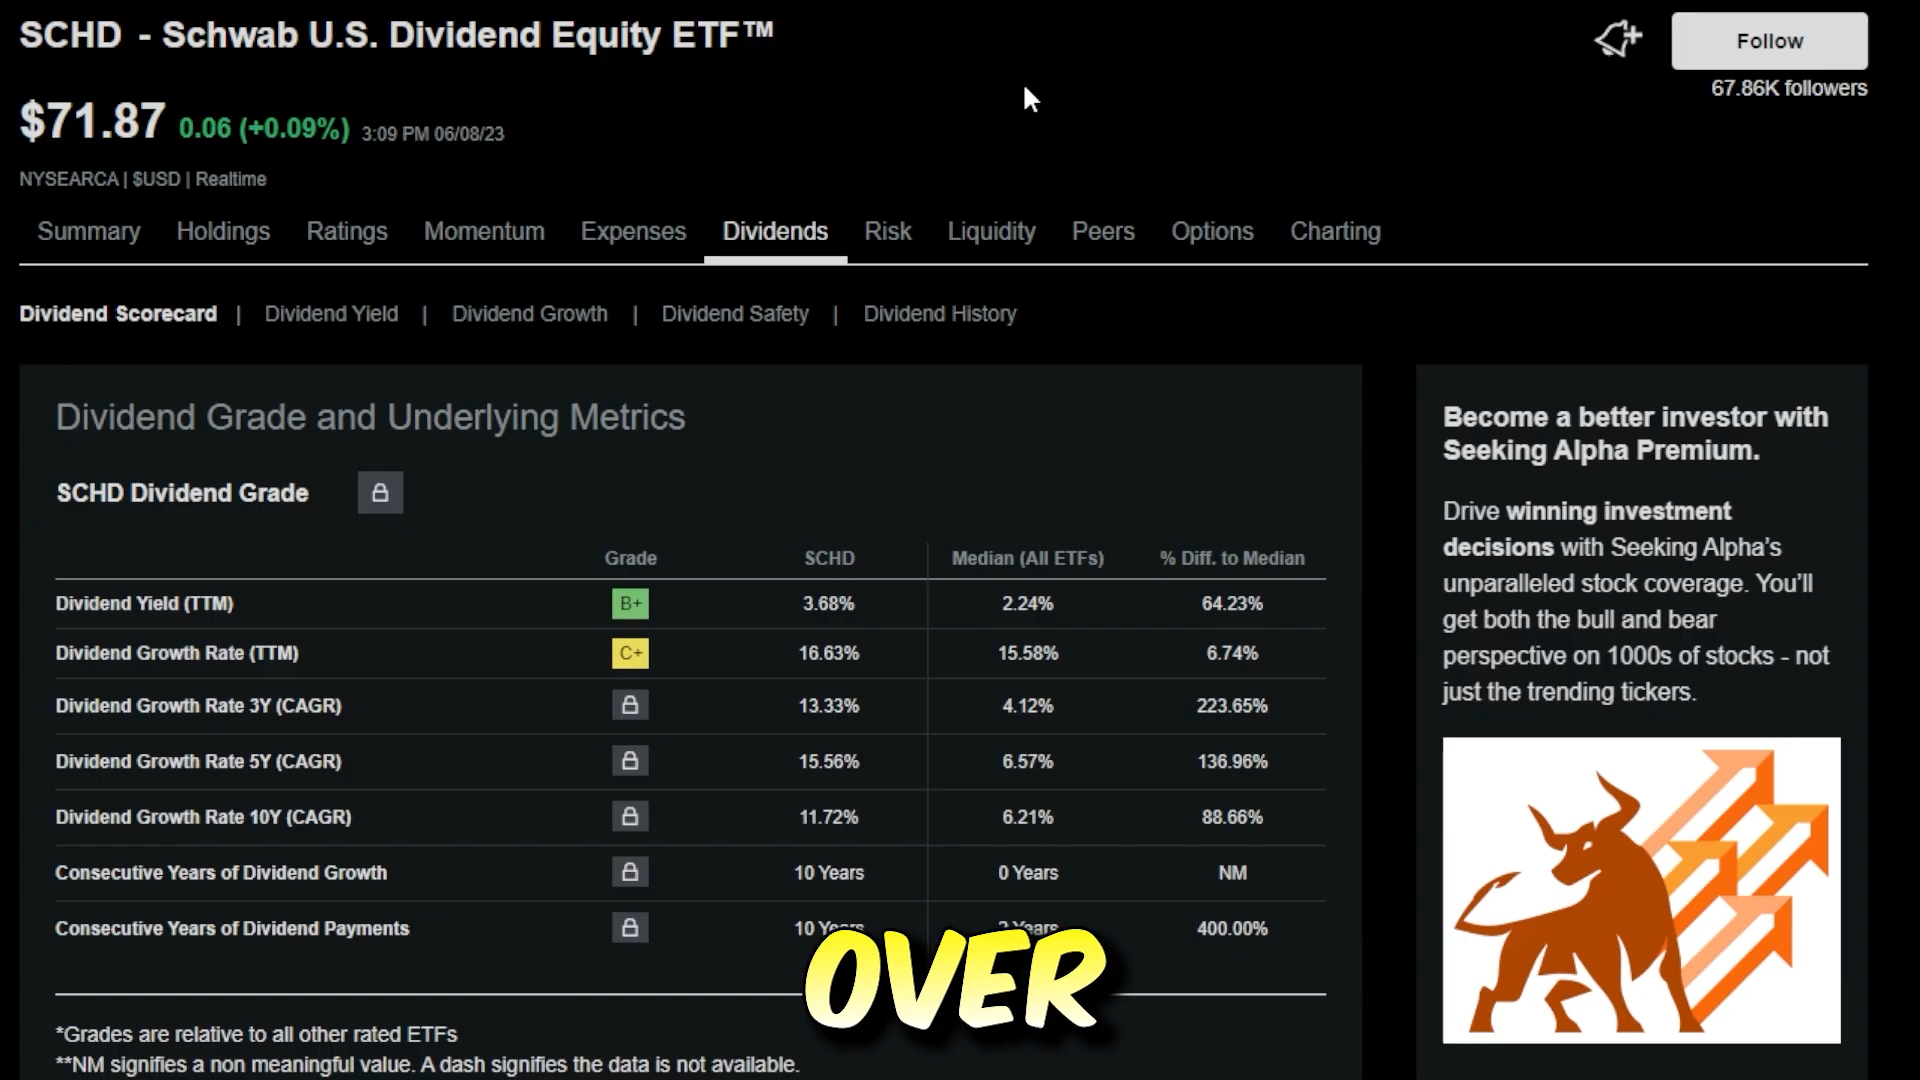 SCHD - Schwab U.S. Dividend Equity ETF™
Follow
67.86K followers
$71.87 0.06 (+0.09%) 3:09 PM 06/08/23
NYSEARCA | $USD | Realtime
Summary Holdings Ratings Momentum Expenses Dividends Risk Liquidity Peers Options Charting
Dividend Scorecard | Dividend Yield | Dividend Growth | Dividend Safety | Dividend History
Dividend Grade and Underlying Metrics
SCHD Dividend Grade
Grade SCHD Median (All ETFs) % Diff. to Median
Dividend Yield (TTM) B+ 3.68% 2.24% 64.23%
Dividend Growth Rate (TTM) C+ 16.63% 15.58% 6.74%
Dividend Growth Rate 3Y (CAGR) 13.33% 4.12% 223.65%
Dividend Growth Rate 5Y (CAGR) 15.56% 6.57% 136.96%
Dividend Growth Rate 10Y (CAGR) 11.72% 6.21% 88.66%
Consecutive Years of Dividend Growth 10 Years 0 Years NM
Consecutive Years of Dividend Payments 10 Years Years 400.00%
OVER
*Grades are relative to all other rated ETFs
**NM signifies a non meaningful value. A dash signifies the data is not available.
Become a better investor with
Seeking Alpha Premium.
Drive winning investment
decisions with Seeking Alpha's
unparalleled stock coverage. You'll
get both the bull and bear
perspective on 1000s of stocks - not
just the trending tickers.